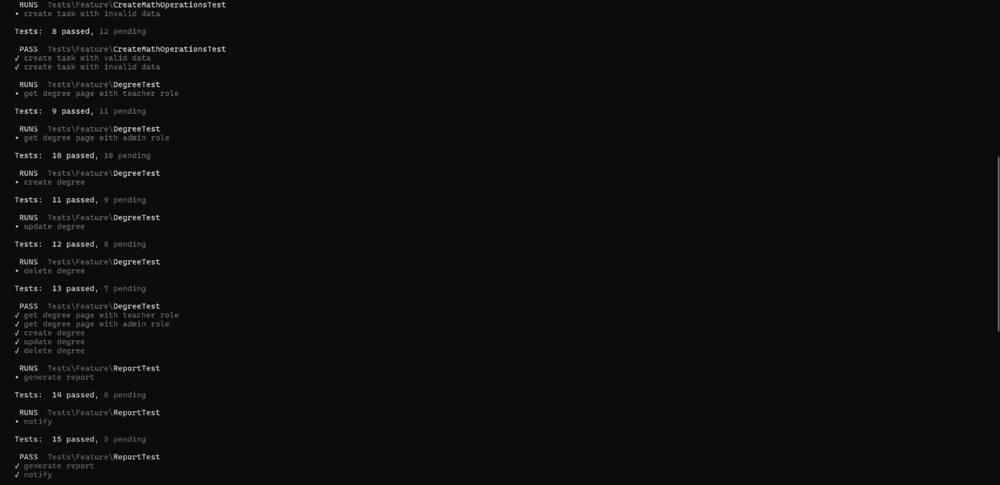 RUNS Tests\Feature\CreateMathOperationsTest
• create task with invalid data
Tests: 8 passed, 12 pending
PASS Tests\Feature\CreateMathOperationsTest
✓ create task with valid data
✓ create task with invalid data
RUNS Tests\Feature\DegreeTest
• get degree page with teacher role
Tests: 9 passed, 11 pending
RUNS Tests\Feature\DegreeTest
• get degree page with admin role
Tests: 10 passed, 10 pending
RUNS Tests\Feature\DegreeTest
• create degree
Tests: 11 passed, 9 pending
RUNS Tests\Feature\DegreeTest
• update degree
Tests: 12 passed, 8 pending
RUNS Tests\Feature\DegreeTest
• delete degree
Tests: 13 passed, 7 pending
PASS Tests\Feature\DegreeTest
✓ get degree page with teacher role
✓ get degree page with admin role
✓ create degree
✓ update degree
✓ delete degree
RUNS Tests\Feature\ReportTest
• generate report
Tests: 14 passed, 6 pending
RUNS Tests\Feature\ReportTest
• notify
Tests: 15 passed, 5 pending
PASS Tests\Feature\ReportTest
✓ generate report
✓ notify